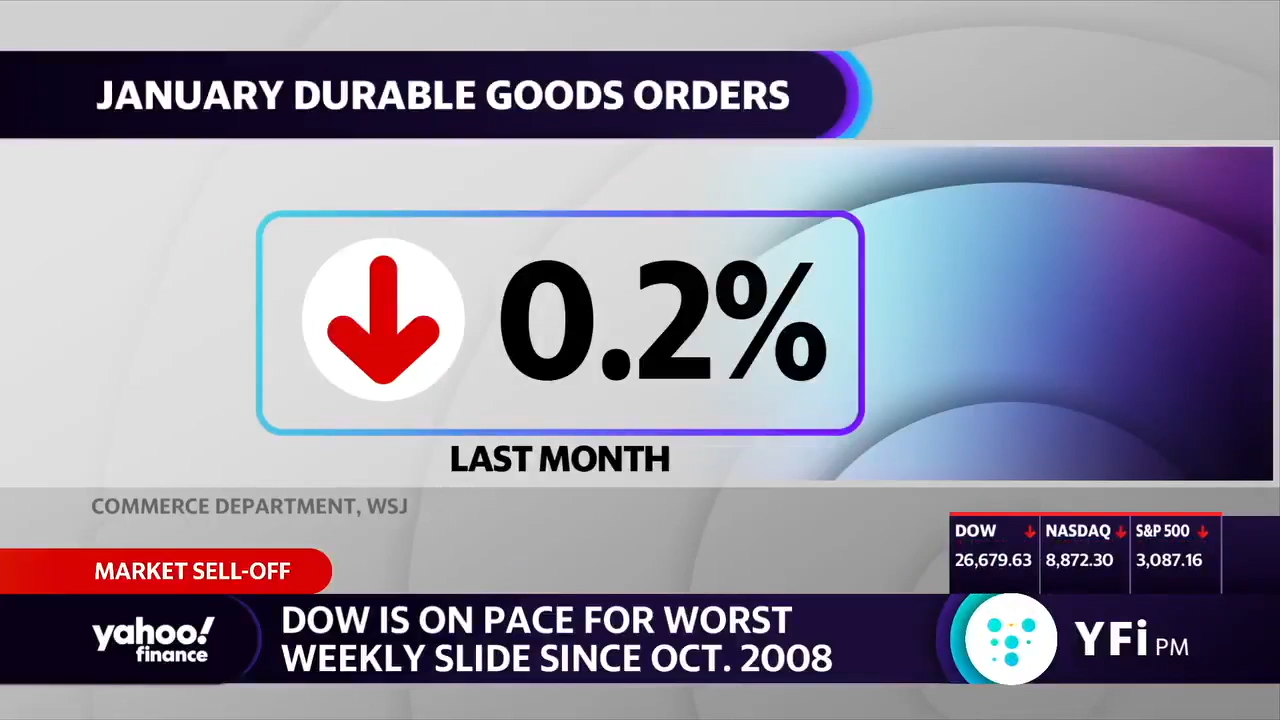 JANUARY DURABLE GOODS ORDERS
0.2%
LAST MONTH
COMMERCE DEPARTMENT, WSJ
DOW NASDAQ S&P 500
26,679.63 8,872.30 3,087.16
MARKET SELL-OFF
yahoo!
finance
DOW IS ON PACE FOR WORST
WEEKLY SLIDE SINCE OCT. 2008
YFi PM